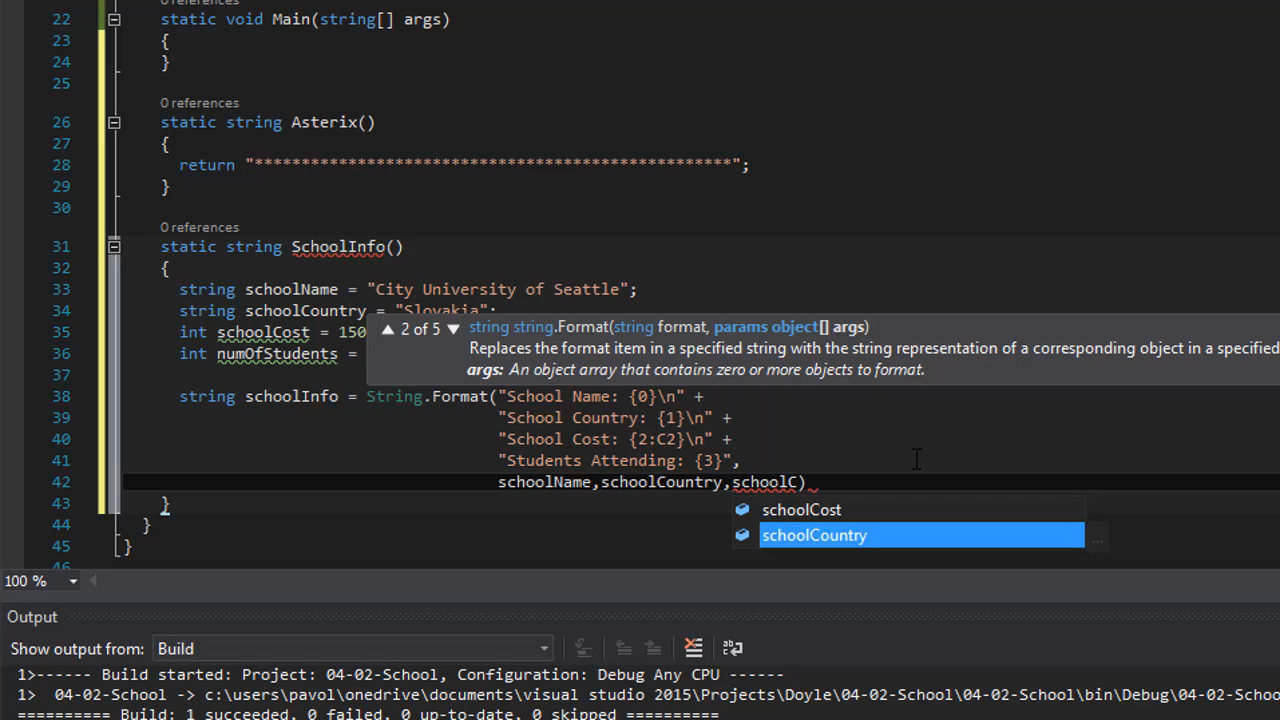 0 references
22 static void Main(string[] args)
23 {
24 }
25
0 references
26 static string Asterix()
27 {
28 return "***************************************************";
29 }
30
0 references
31 static string SchoolInfo()
32 {
33 string schoolName = "City University of Seattle";
34 string schoolCountry = "Slovakia";
35 int schoolCost = 150
36 int numOfStudents =
▲ 2 of 5 ▼ string string.Format(string format, params object[] args)
Replaces the format item in a specified string with the string representation of a corresponding object in a specified
args: An object array that contains zero or more objects to format.
37
38 string schoolInfo = String.Format("School Name: {0}\n" +
39 "School Country: {1}\n" +
40 "School Cost: {2:C2}\n" +
41 "Students Attending: {3}",
42 schoolName,schoolCountry,schoolC)
43 }
schoolCost
schoolCountry
...
44 }
45 }
46
100 %
Output
Show output from: Build
1>------ Build started: Project: 04-02-School, Configuration: Debug Any CPU ------
1> 04-02-School -> c:\users\pavol\onedrive\documents\visual studio 2015\Projects\Doyle\04-02-School\04-02-School\bin\Debug\04-02-Schoo
========== Build: 1 succeeded, 0 failed, 0 up-to-date, 0 skipped ==========